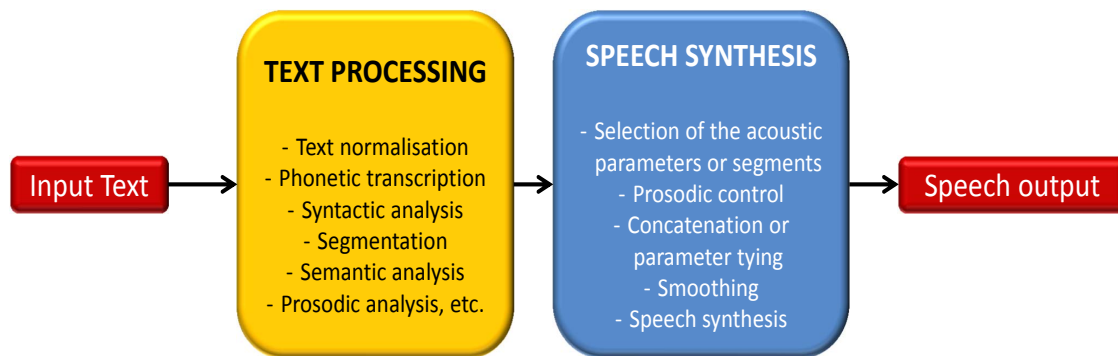 Input Text
TEXT PROCESSING
- Text normalisation
- Phonetic transcription
- Syntactic analysis
- Segmentation
- Semantic analysis
- Prosodic analysis, etc.
SPEECH SYNTHESIS
- Selection of the acoustic
parameters or segments
- Prosodic control
- Concatenation or
parameter tying
- Smoothing
- Speech synthesis
Speech output